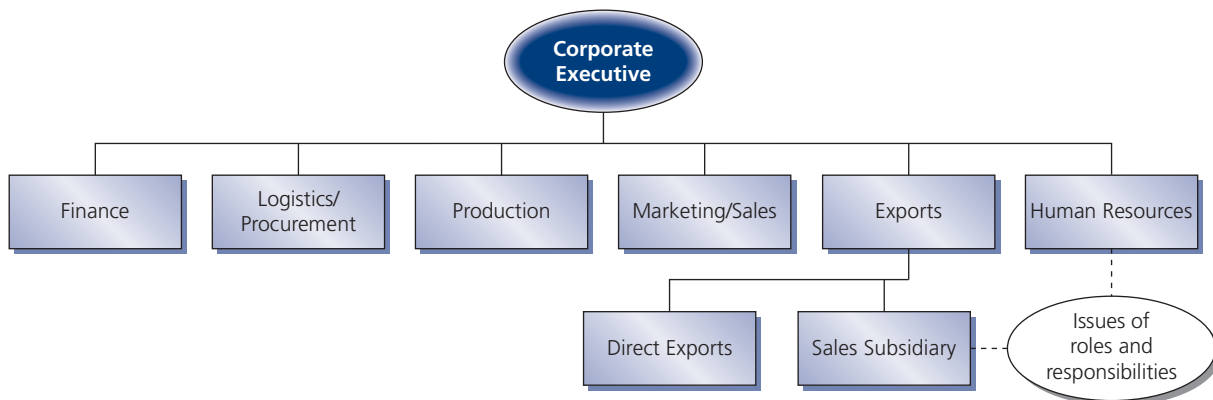 Corporate
Executive
Finance
Logistics/
Procurement
Production
Marketing/Sales
Exports
Human Resources
Direct Exports
Sales Subsidiary
Issues of
roles and
responsibilities